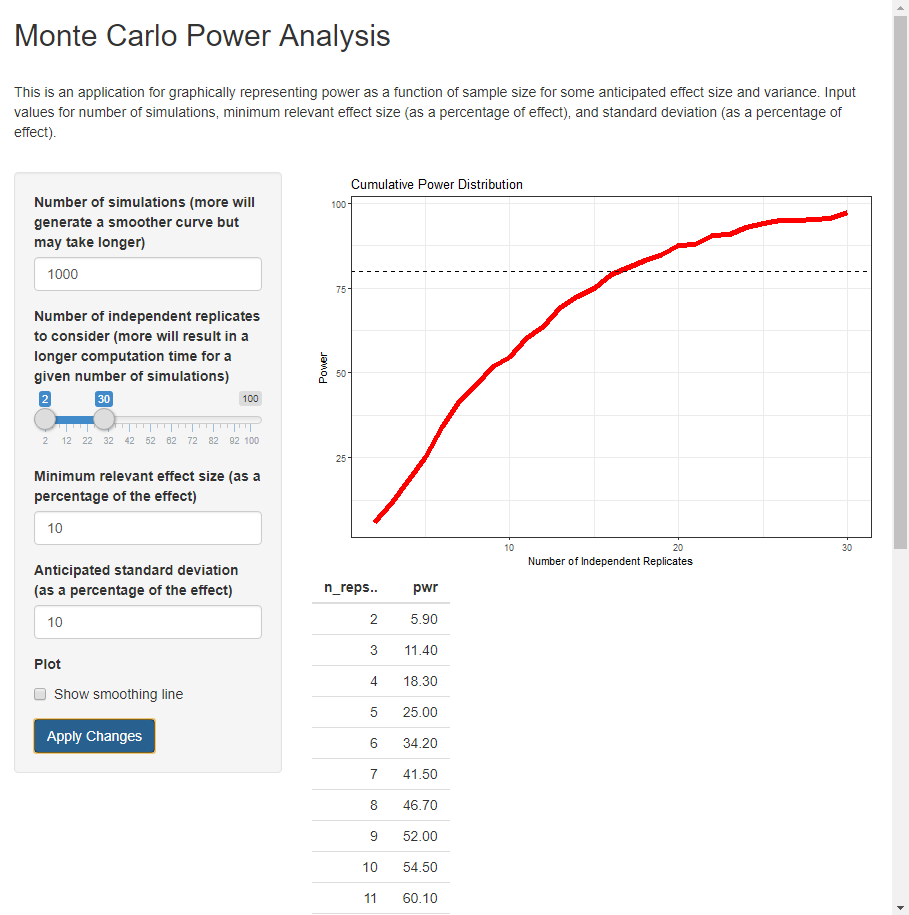 Monte Carlo Power Analysis
This is an application for graphically representing power as a function of sample size for some anticipated effect size and variance. Input
values for number of simulations, minimum relevant effect size (as a percentage of effect), and standard deviation (as a percentage of
effect).
Number of simulations (more will
generate a smoother curve but
may take longer)
1000
Number of independent replicates
to consider (more will result in a
longer computation time for a
given number of simulations)
2 30 100
2 12 22 32 42 52 62 72 82 92 100
Minimum relevant effect size (as a
percentage of the effect)
10
Anticipated standard deviation
(as a percentage of the effect)
10
Plot
Show smoothing line
Apply Changes
Cumulative Power Distribution
100
75
50
25
Power
10 20 30
Number of Independent Replicates
n_reps.. pwr
2 5.90
3 11.40
4 18.30
5 25.00
6 34.20
7 41.50
8 46.70
9 52.00
10 54.50
11 60.10